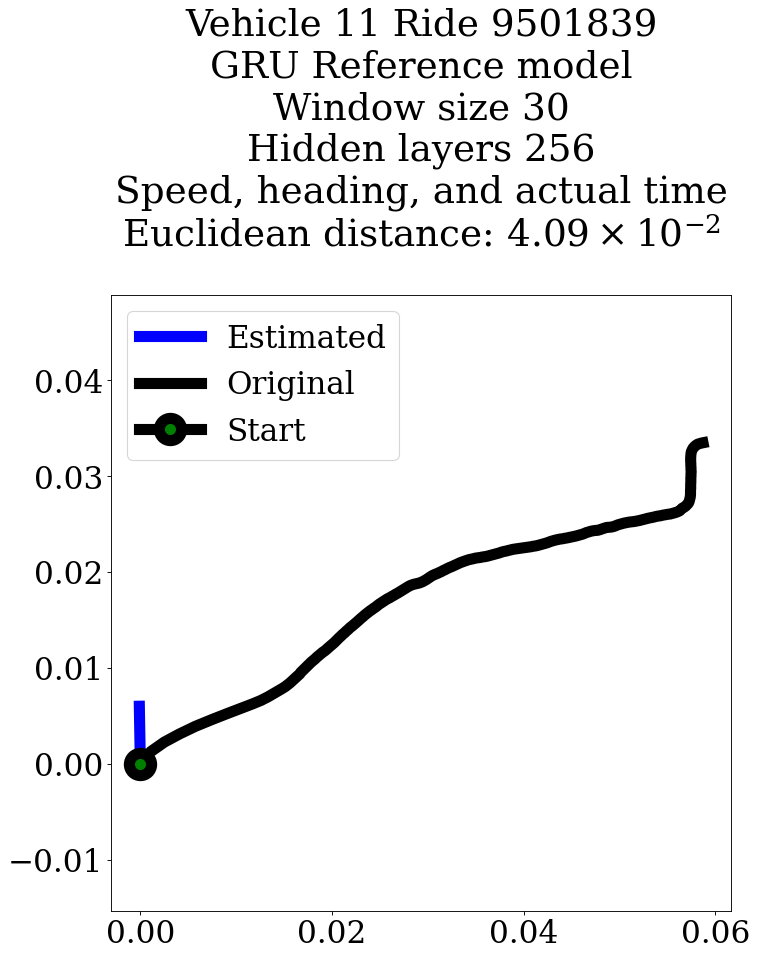 Vehicle 11 Ride 9501839
GRU Reference model
Window size 30
Hidden layers 256
Speed, heading, and actual time
Euclidean distance: 4.09 × 10⁻²
Estimated
Original
Start
0.04
0.03
0.02
0.01
0.00
−0.01
0.00 0.02 0.04 0.06